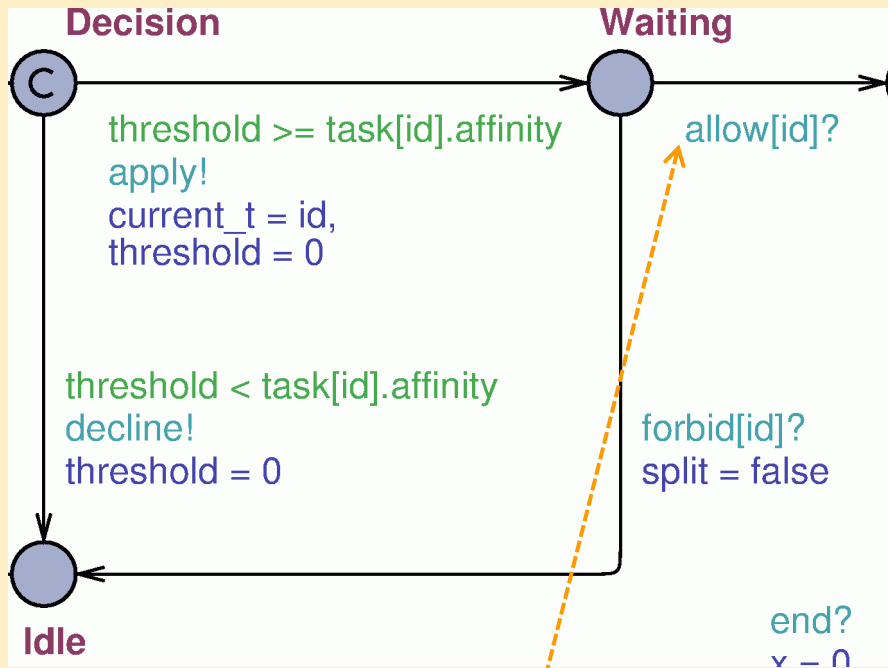 Decision
Waiting
C
threshold >= task[id].affinity
apply!
current_t = id,
threshold = 0
allow[id]?
threshold < task[id].affinity
decline!
threshold = 0
forbid[id]?
split = false
Idle
end?
x = 0